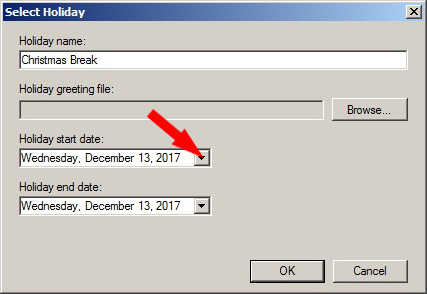 Select Holiday
Holiday name:
Christmas Break
Holiday greeting file:
Browse...
Holiday start date:
Wednesday, December 13, 2017
Holiday end date:
Wednesday, December 13, 2017
OK
Cancel